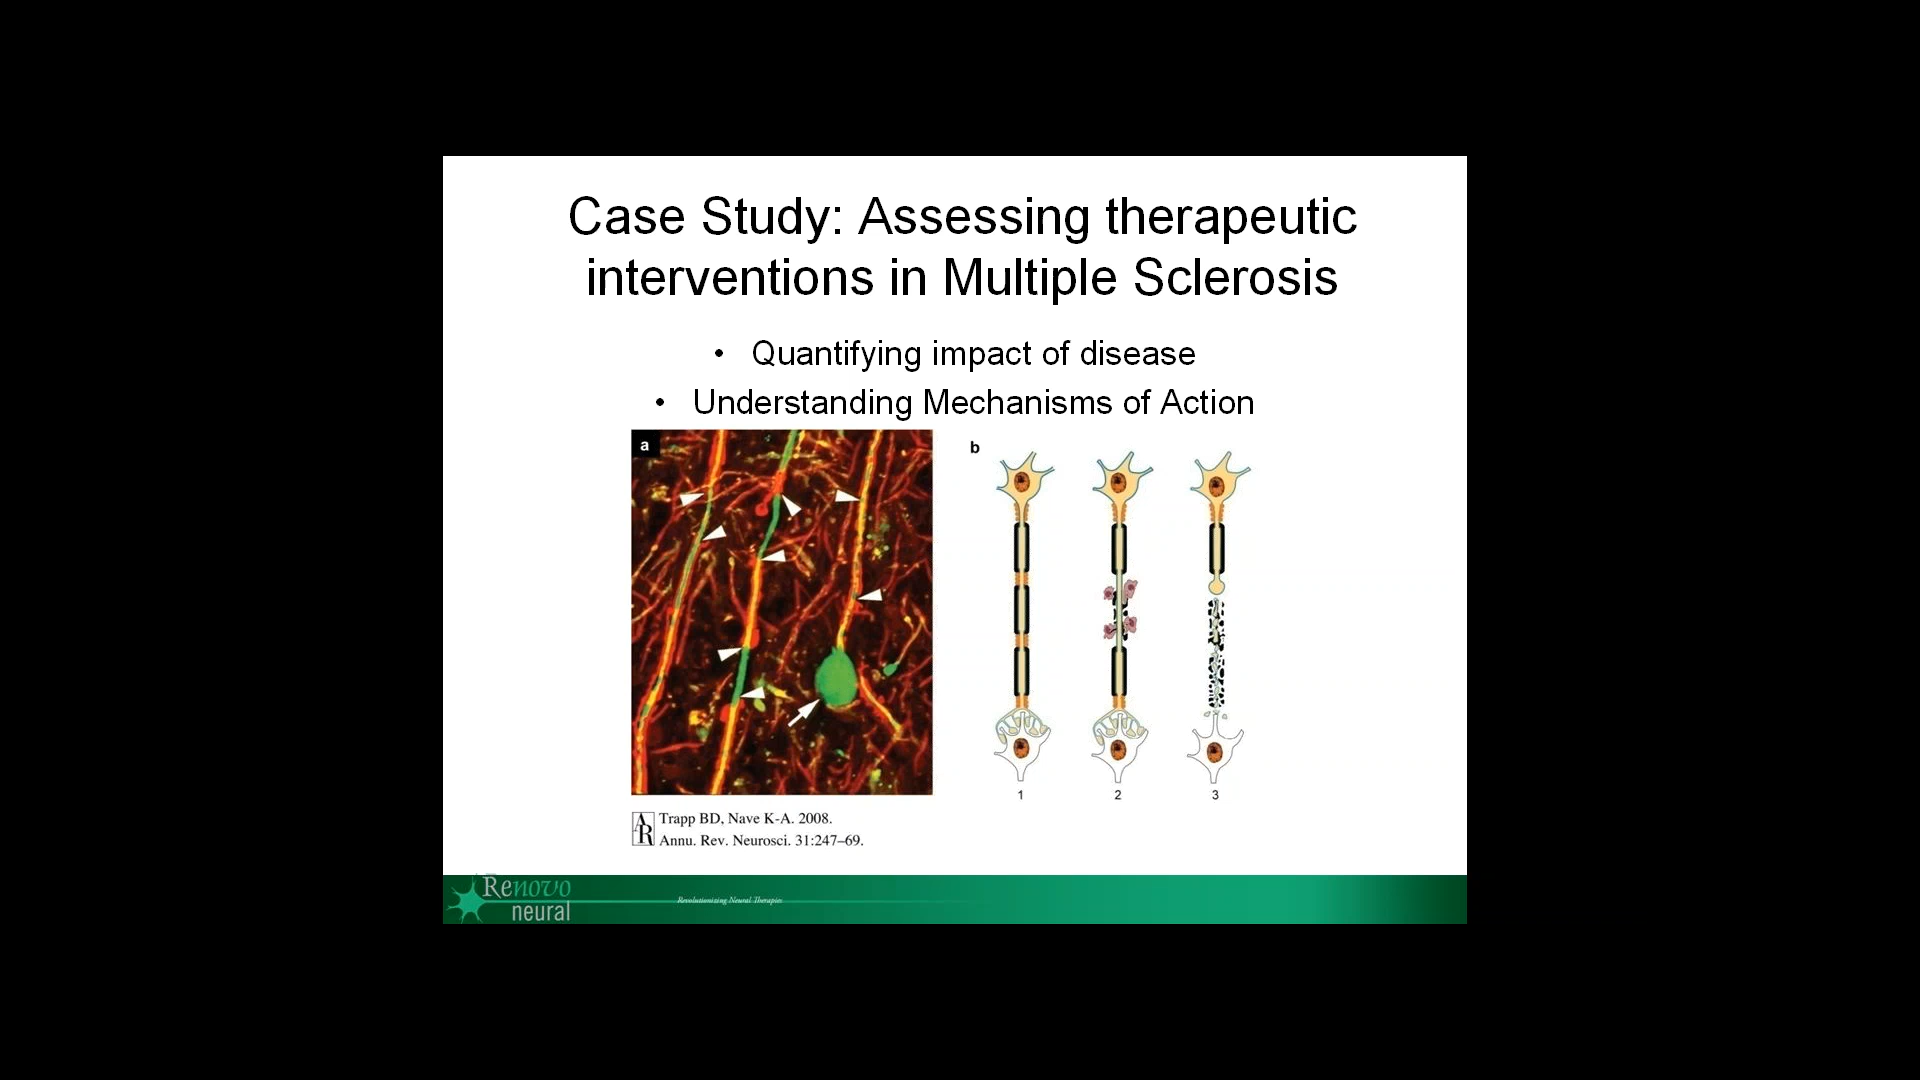 Case Study: Assessing therapeutic
interventions in Multiple Sclerosis
• Quantifying impact of disease
• Understanding Mechanisms of Action
a
b
1 2 3
AR Trapp BD, Nave K-A. 2008.
Annu. Rev. Neurosci. 31:247–69.
Renovo
neural
Revolutionizing Neural Therapies